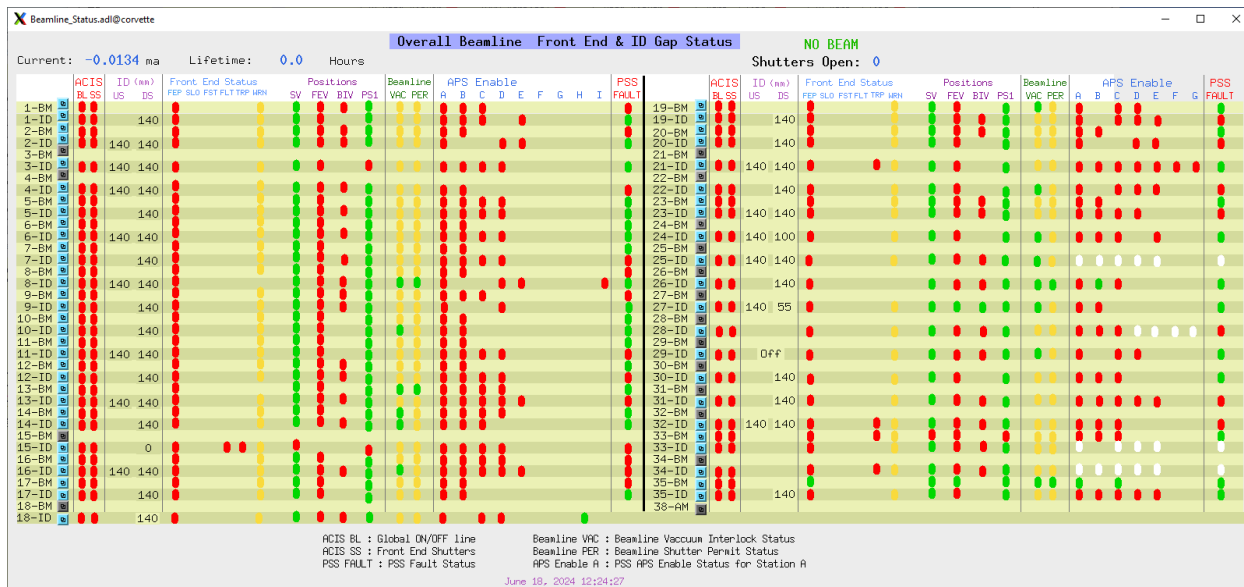 Beamline_Status.adl@corvette
Overall Beamline Front End & ID Gap Status
NO BEAM
Current: -0.0134 ma Lifetime: 0.0 Hours
Shutters Open: 0
ACIS ID (mm) Front End Status Positions Beamline APS Enable PSS
BL SS US DS FEP SLO FST FLT TRP WRN SV FEV BIV PS1 VAC PER A B C D E F G H I FAULT
1-BM
1-ID 140
2-BM
2-ID 140 140
3-BM
3-ID 140 140
4-BM
4-ID 140 140
5-BM
5-ID 140
6-BM
6-ID 140 140
7-BM
7-ID 140
8-BM
8-ID 140 140
9-BM
9-ID 140
10-BM
10-ID 140
11-BM
11-ID 140 140
12-BM
12-ID 140
13-BM
13-ID 140 140
14-BM
14-ID 140
15-BM
15-ID 0
16-BM
16-ID 140 140
17-BM
17-ID 140
18-BM
18-ID 140
ACIS ID (mm) Front End Status Positions Beamline APS Enable PSS
BL SS US DS FEP SLO FST FLT TRP WRN SV FEV BIV PS1 VAC PER A B C D E F G FAULT
19-BM
19-ID 140
20-BM
20-ID 140
21-BM
21-ID 140 140
22-BM
22-ID 140
23-BM
23-ID 140 140
24-BM
24-ID 140 100
25-BM
25-ID 140 140
26-BM
26-ID 140
27-BM
27-ID 140 55
28-BM
28-ID
29-BM
29-ID Off
30-BM
30-ID 140
31-BM
31-ID 140
32-BM
32-ID 140 140
33-BM
33-ID
34-BM
34-ID
35-BM
35-ID 140
38-AM
ACIS BL : Global ON/OFF line Beamline VAC : Beamline Vaccuum Interlock Status
ACIS SS : Front End Shutters Beamline PER : Beamline Shutter Permit Status
PSS FAULT : PSS Fault Status APS Enable A : PSS APS Enable Status for Station A
June 18, 2024 12:24:27